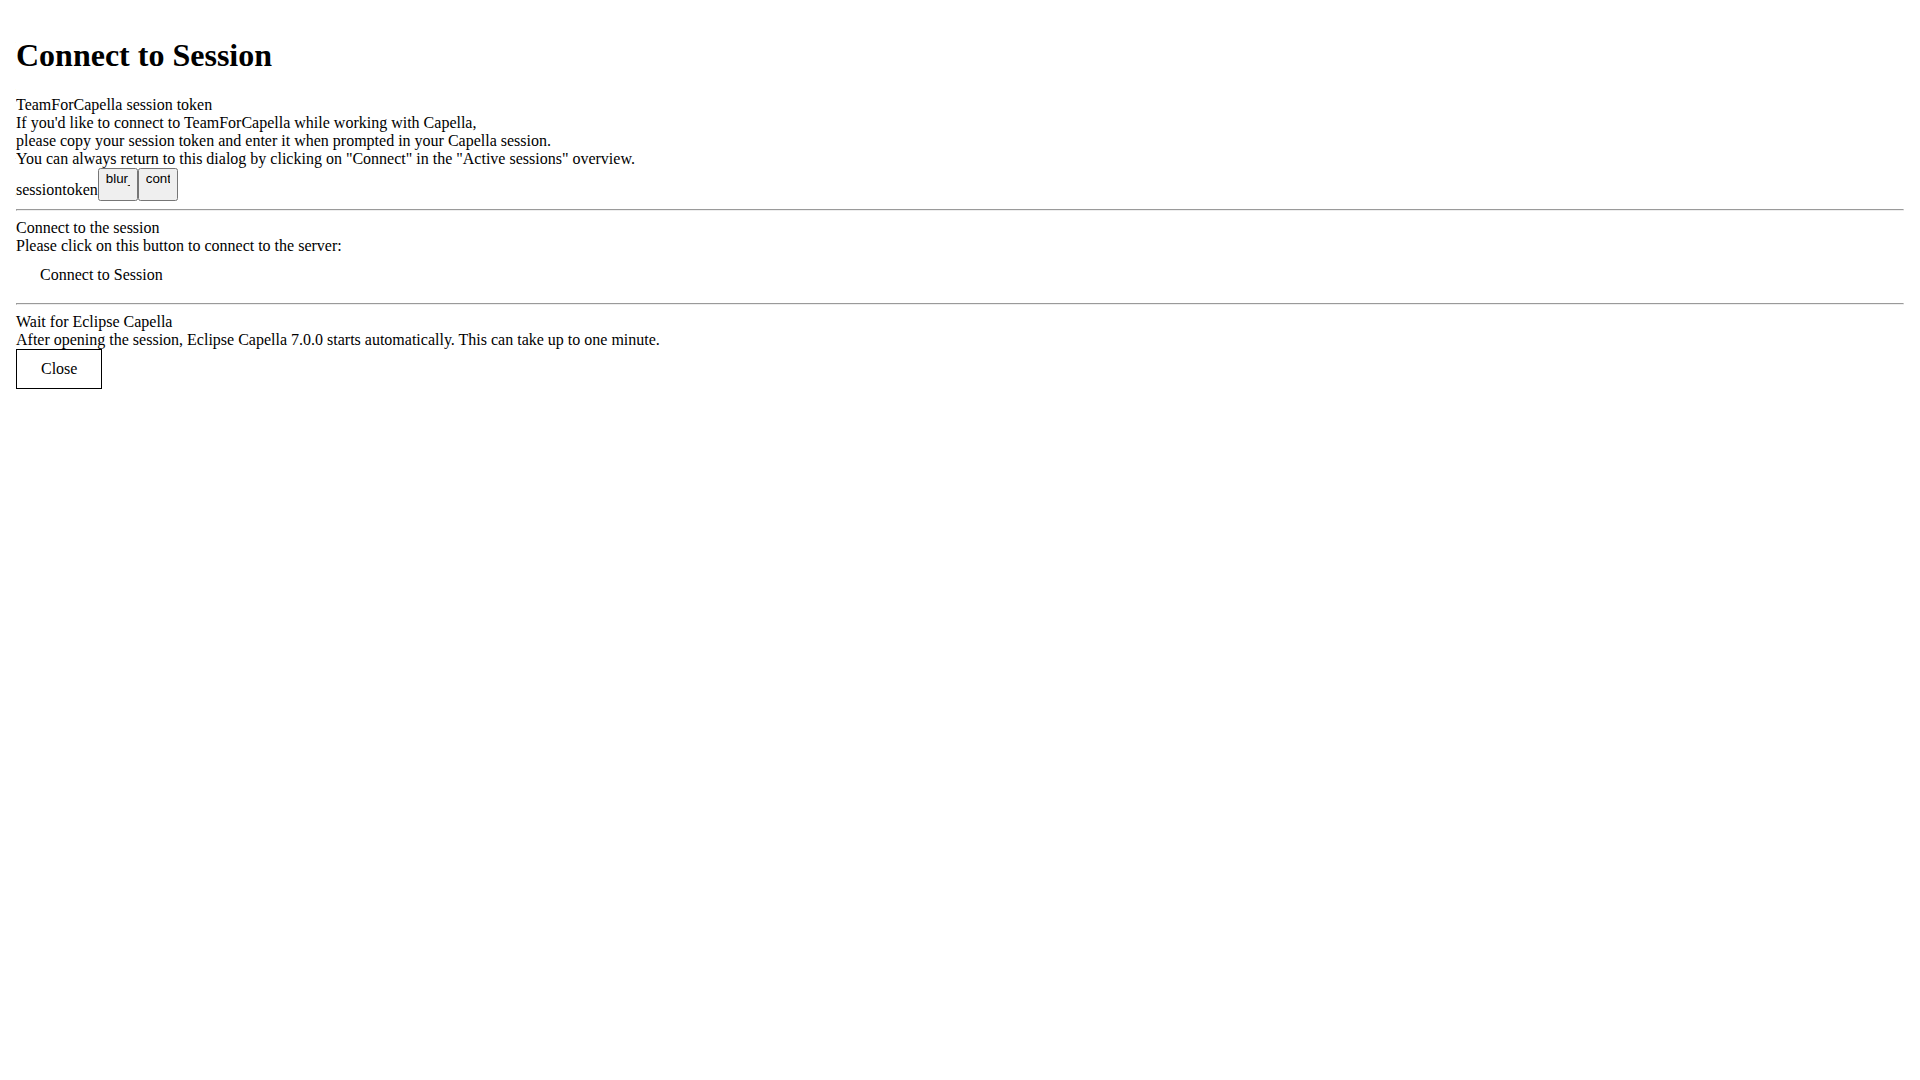 Connect to Session
TeamForCapella session token
If you'd like to connect to TeamForCapella while working with Capella,
please copy your session token and enter it when prompted in your Capella session.
You can always return to this dialog by clicking on "Connect" in the "Active sessions" overview.
sessiontoken blur_ cont
Connect to the session
Please click on this button to connect to the server:
Connect to Session
Wait for Eclipse Capella
After opening the session, Eclipse Capella 7.0.0 starts automatically. This can take up to one minute.
Close